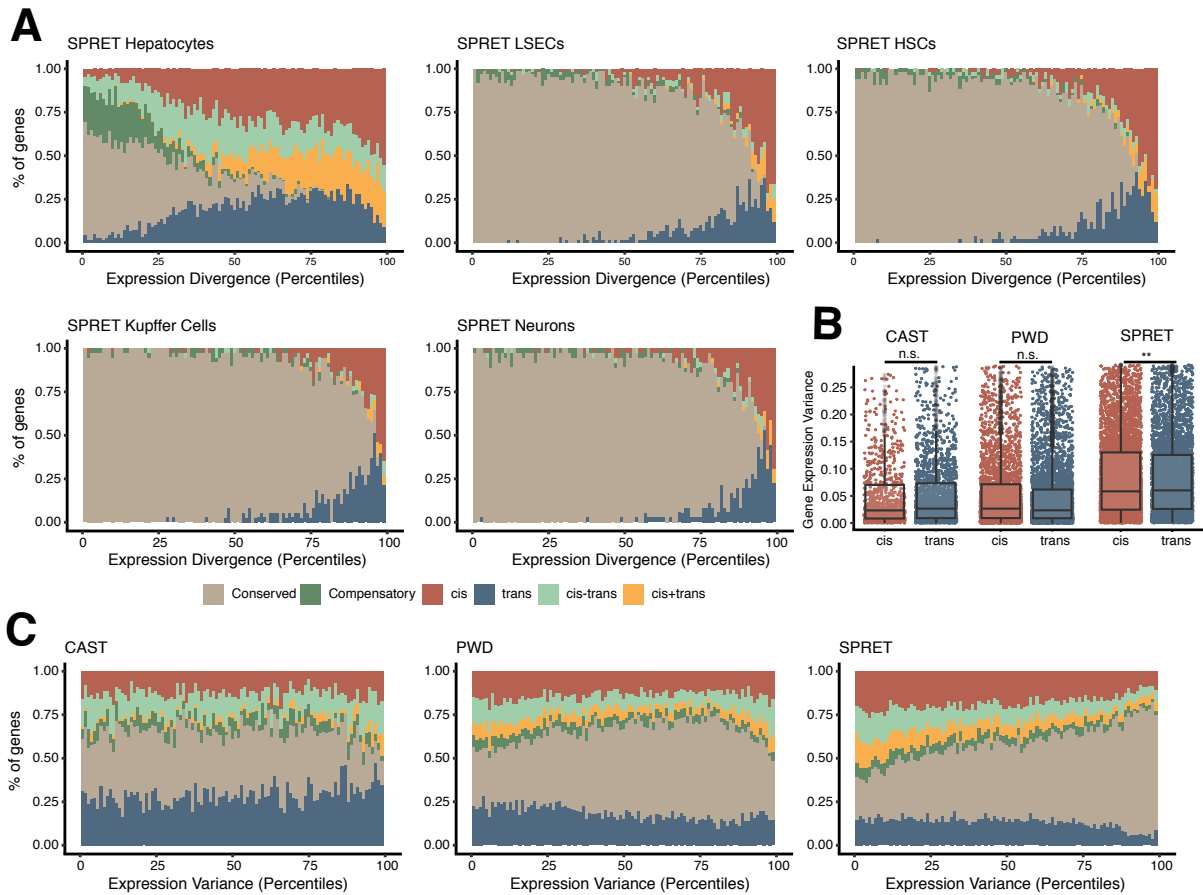 A
SPRET Hepatocytes
SPRET LSECs
SPRET HSCs
% of genes
1.00
0.75
0.50
0.25
0.00
1.00
0.75
0.50
0.25
0.00
1.00
0.75
0.50
0.25
0.00
0 25 50 75 100
0 25 50 75 100
0 25 50 75 100
Expression Divergence (Percentiles)
Expression Divergence (Percentiles)
Expression Divergence (Percentiles)
SPRET Kupffer Cells
SPRET Neurons
% of genes
1.00
0.75
0.50
0.25
0.00
1.00
0.75
0.50
0.25
0.00
0 25 50 75 100
0 25 50 75 100
Expression Divergence (Percentiles)
Expression Divergence (Percentiles)
B
CAST
PWD
SPRET
n.s.
n.s.
**
Gene Expression Variance
0.25
0.20
0.15
0.10
0.05
0.00
cis trans cis trans cis trans
Conserved Compensatory cis trans cis-trans cis+trans
C
CAST
PWD
SPRET
% of genes
1.00
0.75
0.50
0.25
0.00
1.00
0.75
0.50
0.25
0.00
1.00
0.75
0.50
0.25
0.00
0 25 50 75 100
0 25 50 75 100
0 25 50 75 100
Expression Variance (Percentiles)
Expression Variance (Percentiles)
Expression Variance (Percentiles)